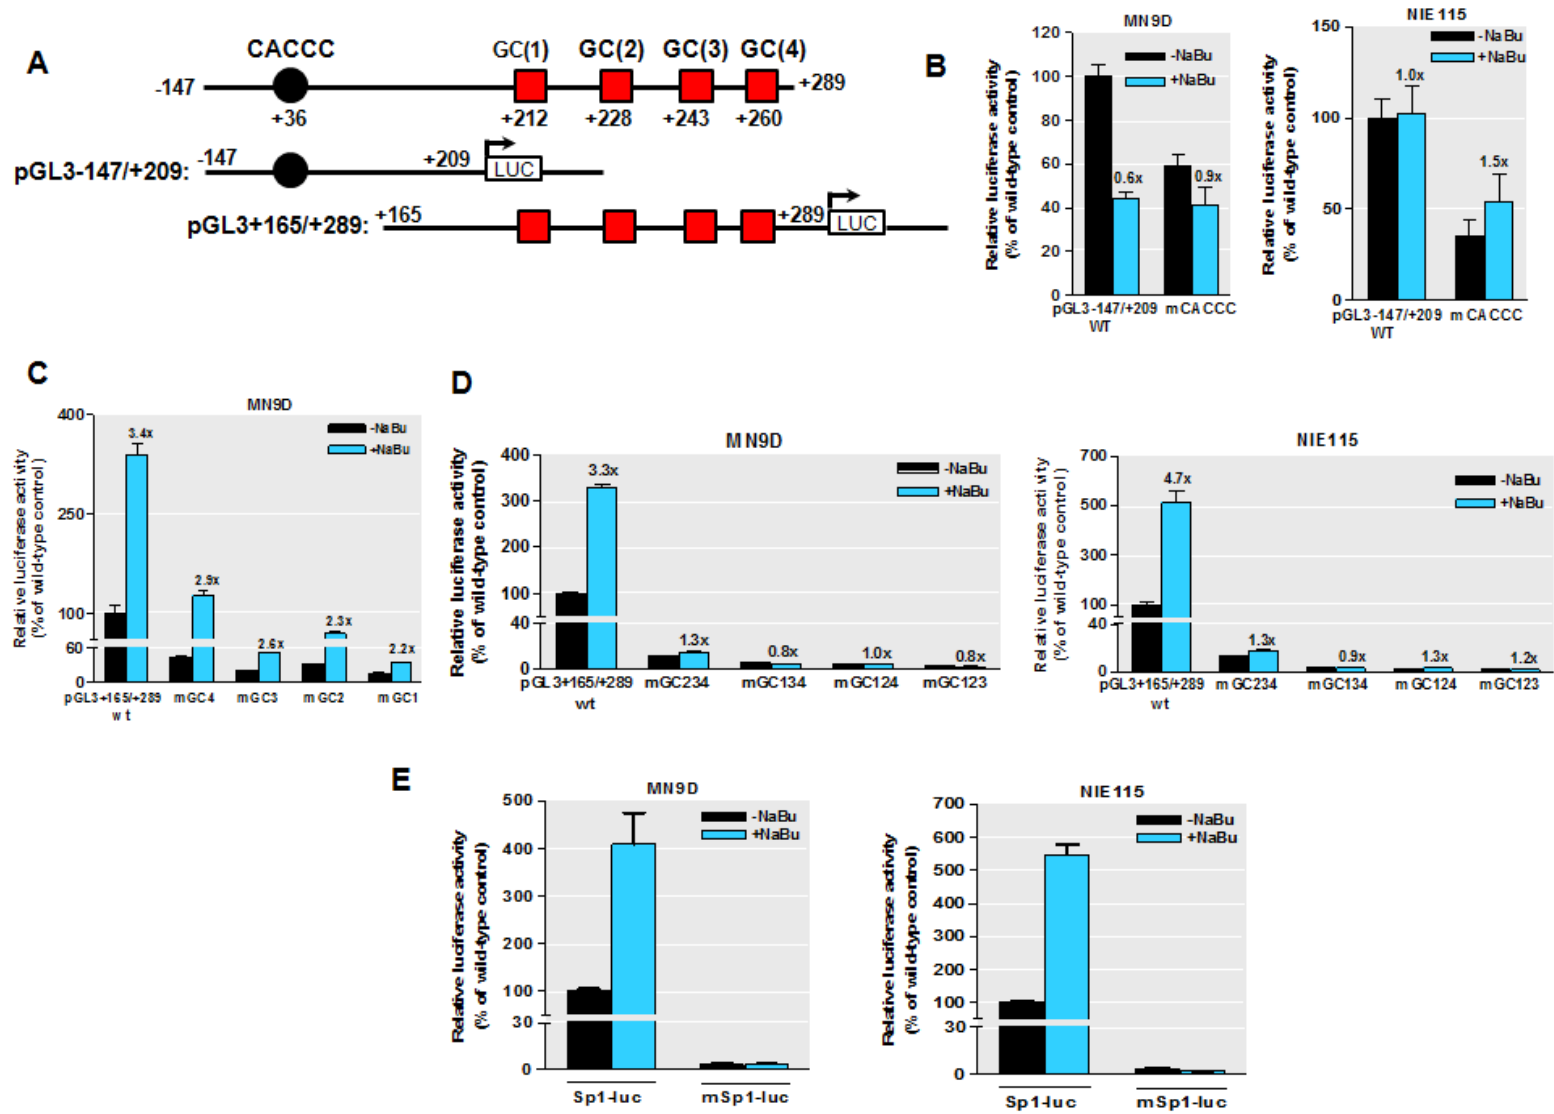 A
CACCC GC(1) GC(2) GC(3) GC(4)
-147 +289
+36 +212 +228 +243 +260
pGL3-147/+209: -147 +209 LUC
pGL3+165/+289: +165 +289 LUC
B
MN9D
Relative luciferase activity
(% of wild-type control)
120
100
80
60
40
20
0
-NaBu
+NaBu
0.6x 0.9x
pGL3-147/+209 mCACCC
WT
NIE115
Relative luciferase activity
(% of wild-type control)
150
100
50
0
-NaBu
+NaBu
1.0x 1.5x
pGL3-147/+209 mCACCC
WT
C
MN9D
Relative luciferase activity
(% of wild-type control)
400
250
100
60
0
-NaBu
+NaBu
3.4x 2.9x 2.6x 2.3x 2.2x
pGL3+165/+289 mGC4 mGC3 mGC2 mGC1
wt
D
MN9D
Relative luciferase activity
(% of wild-type control)
400
300
200
100
40
0
-NaBu
+NaBu
3.3x 1.3x 0.8x 1.0x 0.8x
pGL3+165/+289 mGC234 mGC134 mGC124 mGC123
wt
NIE115
Relative luciferase activity
(% of wild-type control)
700
500
300
100
40
0
-NaBu
+NaBu
4.7x 1.3x 0.9x 1.3x 1.2x
pGL3+165/+289 mGC234 mGC134 mGC124 mGC123
wt
E
MN9D
Relative luciferase activity
(% of wild-type control)
500
400
300
200
100
30
0
-NaBu
+NaBu
Sp1-luc mSp1-luc
NIE115
Relative luciferase activity
(% of wild-type control)
700
600
500
400
300
200
100
30
0
-NaBu
+NaBu
Sp1-luc mSp1-luc